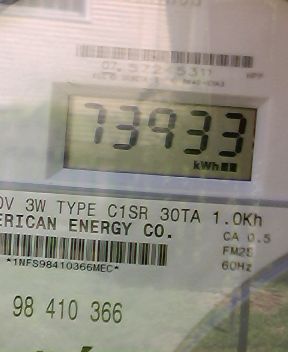 73933
kWh
0V 3W TYPE C1SR 30TA 1.0Kh
ERICAN ENERGY CO.
CA 0.5
FM2S
*1NFS98410366MEC*
60Hz
98 410 366